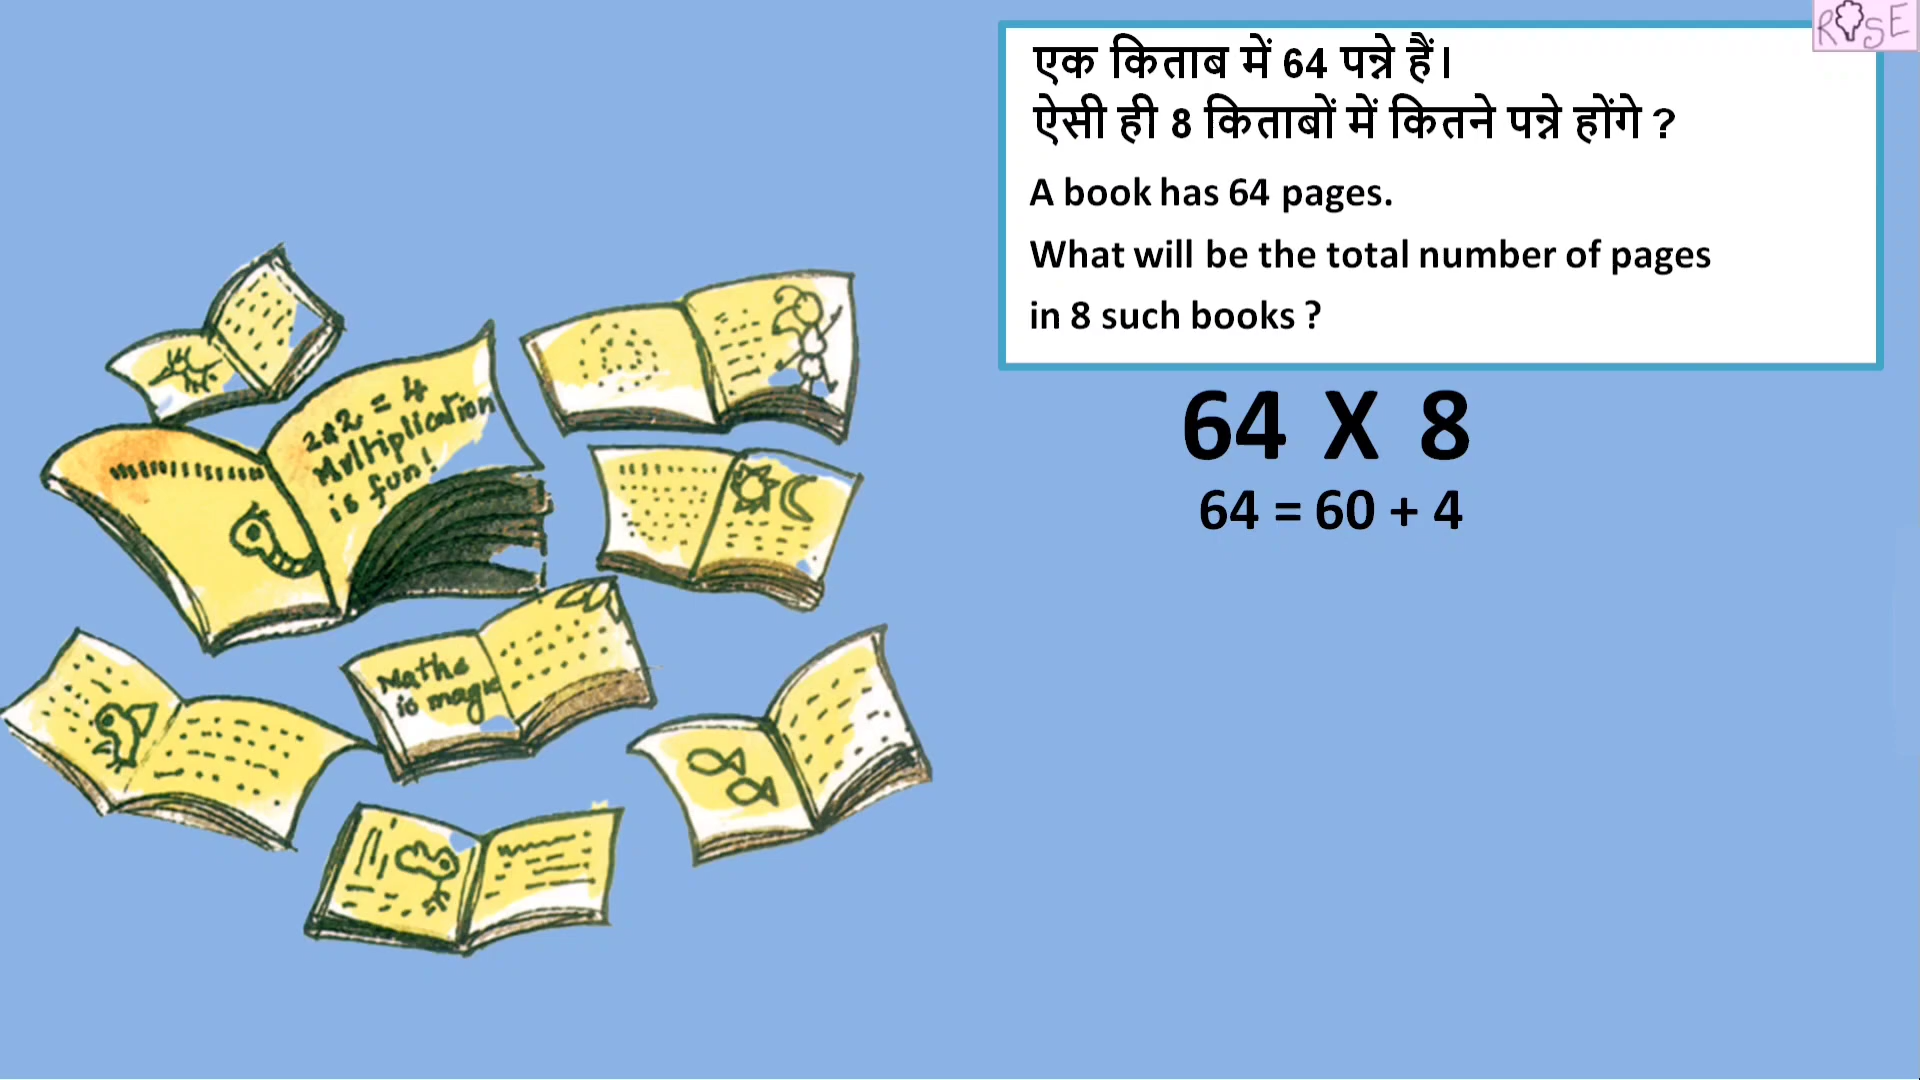 एक किताब में 64 पन्ने हैं।
ऐसी ही 8 किताबों में कितने पन्ने होंगे ?
A book has 64 pages.
What will be the total number of pages
in 8 such books ?
64 X 8
64 = 60 + 4
2x2 = 4
Multiplication
is fun!
Maths
is magic
ROSE